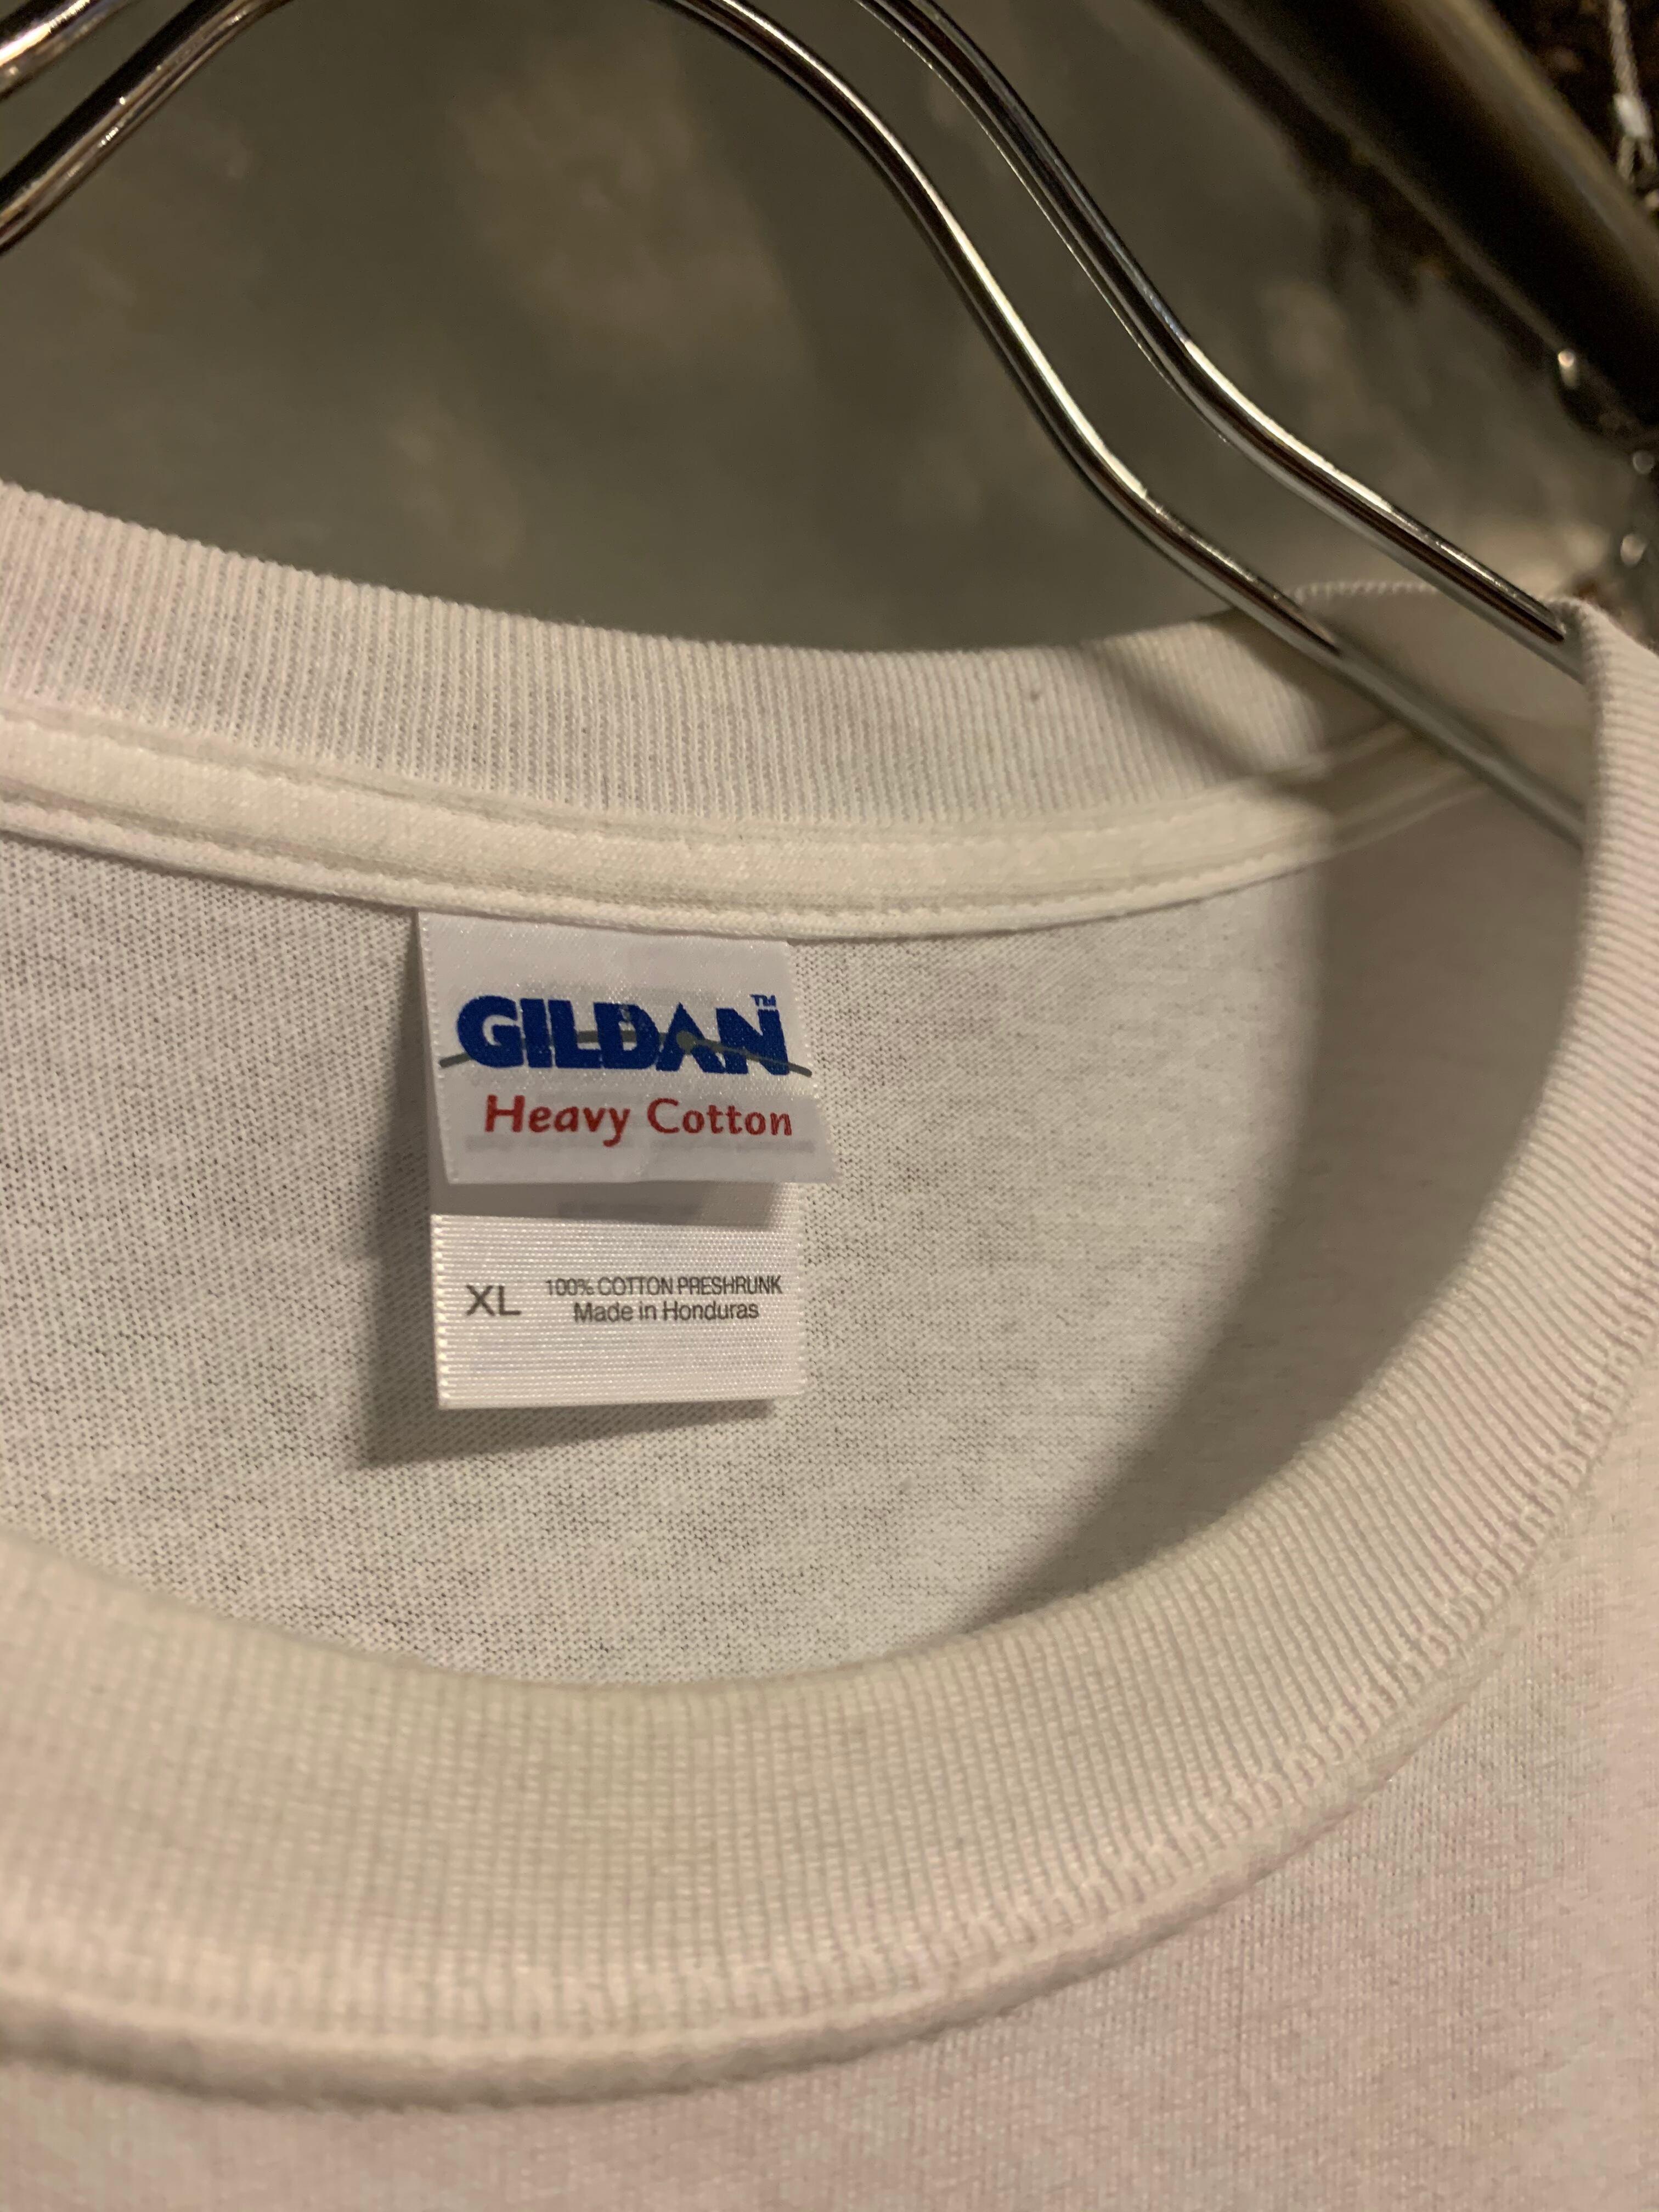 GILDAN™
Heavy Cotton
XL 100% COTTON PRESHRUNK
Made in Honduras